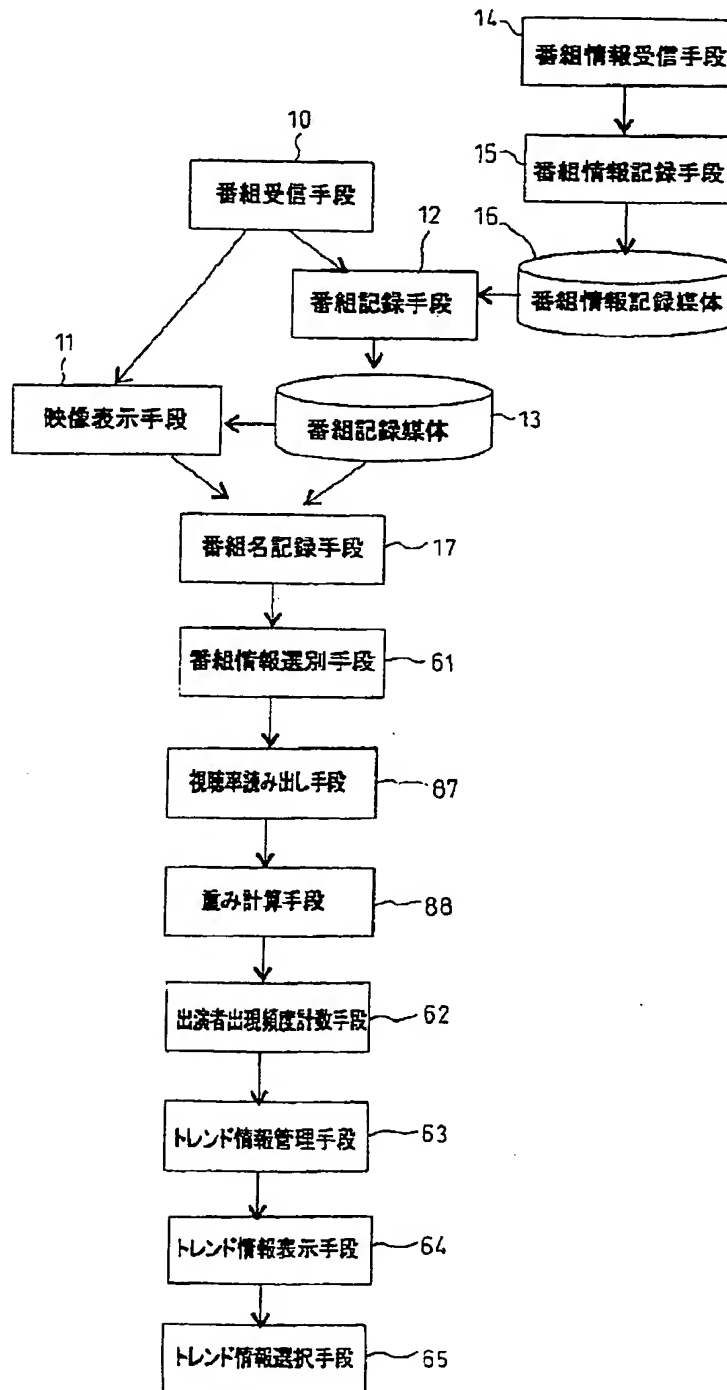 14
番組情報受信手段
10
15
番組情報記録手段
番組受信手段
12
16
番組記録手段
番組情報記録媒体
11
映像表示手段
番組記録媒体
13
番組名記録手段
17
番組情報選別手段
61
視聴率読み出し手段
87
重み計算手段
88
出演者出現頻度計数手段
62
トレンド情報管理手段
63
トレンド情報表示手段
64
トレンド情報選択手段
65